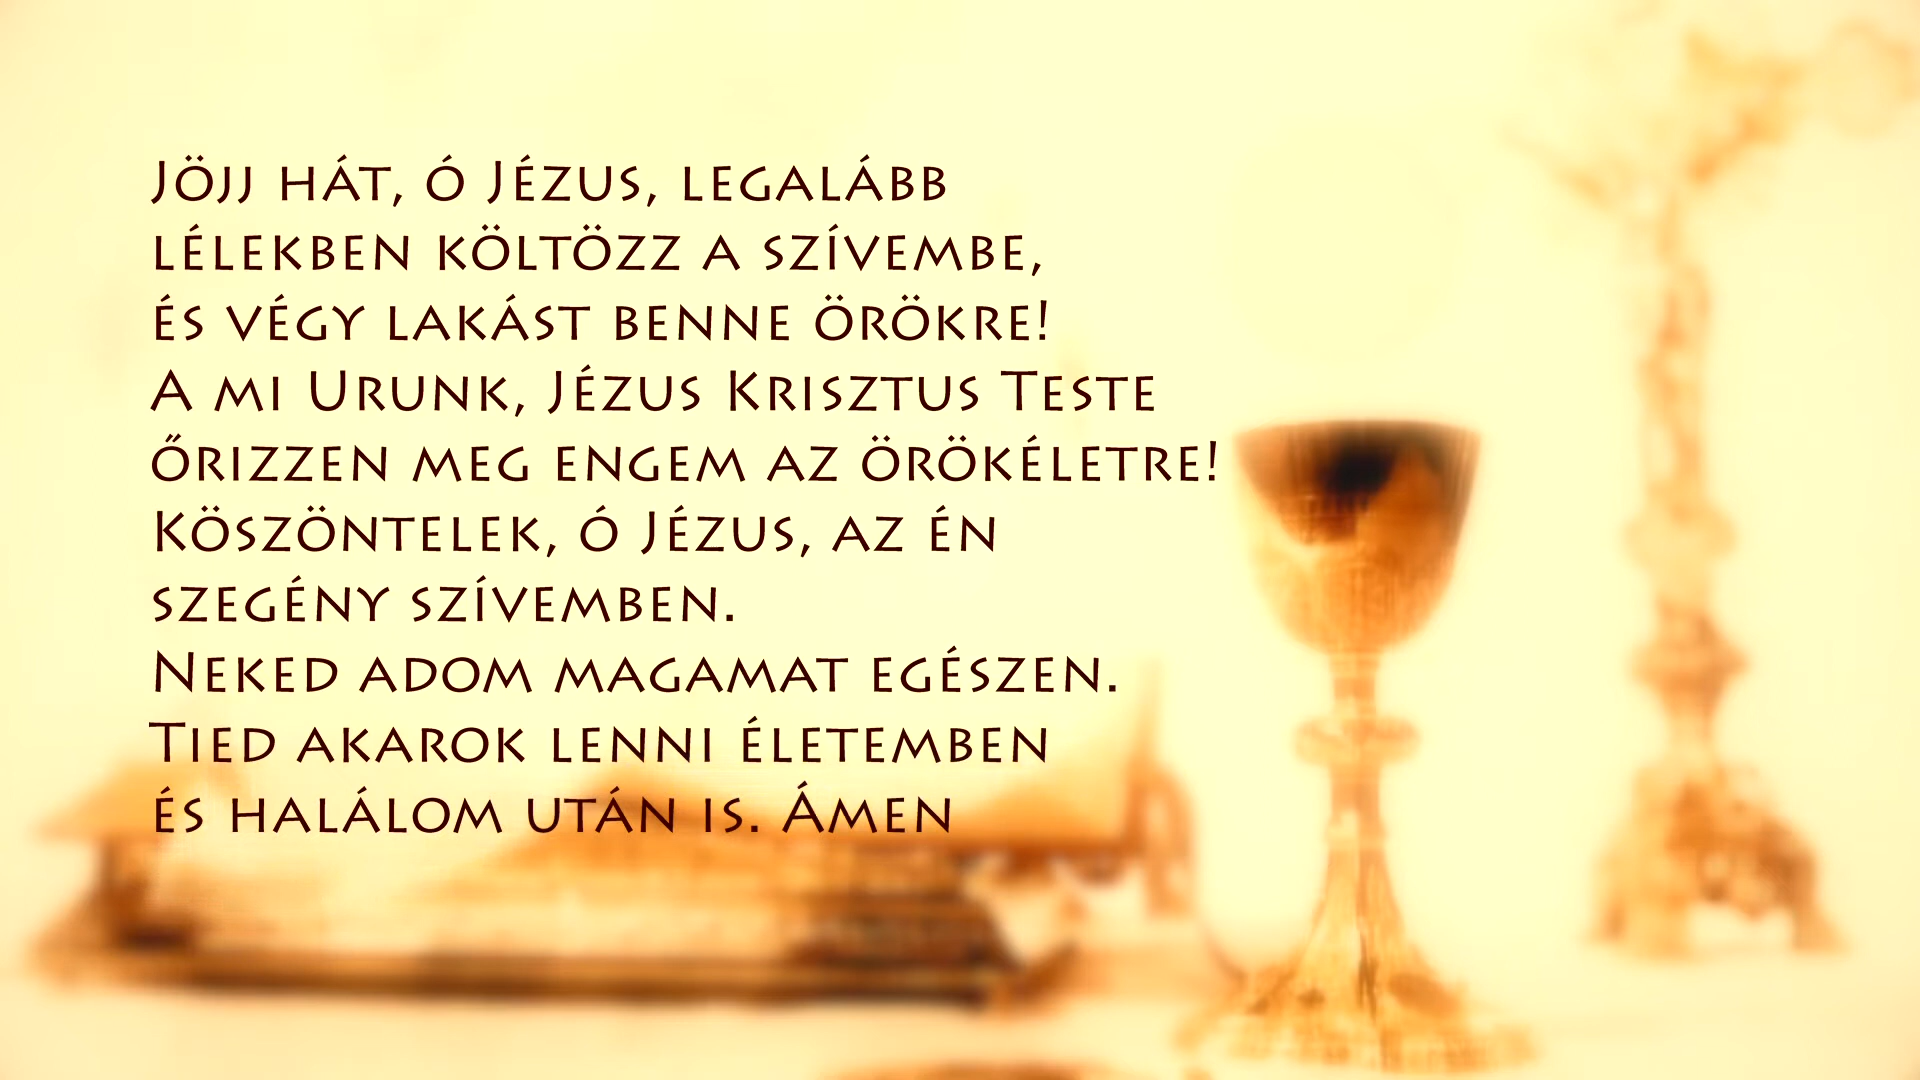 Jöjj hát, ó Jézus, legalább
lélekben költözz a szívembe,
és végy lakást benne örökre!
A mi Urunk, Jézus Krisztus Teste
őrizzen meg engem az örökéletre!
Köszöntelek, ó Jézus, az én
szegény szívemben.
Neked adom magamat egészen.
Tied akarok lenni életemben
és halálom után is. Ámen